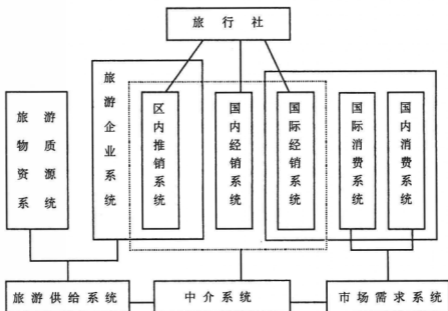 旅行社
旅游物质资源系统
旅游企业系统
区内推销系统
国内经销系统
国际经销系统
国际消费系统
国内消费系统
旅游供给系统
中介系统
市场需求系统